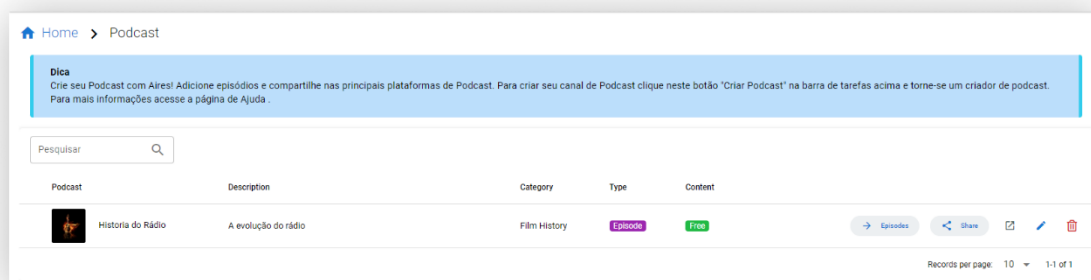 Home > Podcast
Dica
Crie seu Podcast com Aires! Adicione episódios e compartilhe nas principais plataformas de Podcast. Para criar seu canal de Podcast clique neste botão "Criar Podcast" na barra de tarefas acima e torne-se um criador de podcast.
Para mais informações acesse a página de Ajuda .
Pesquisar
Podcast Description Category Type Content
Historia do Rádio A evolução do rádio Film History Episode Free Episodes Share
Records per page: 10 1-1 of 1